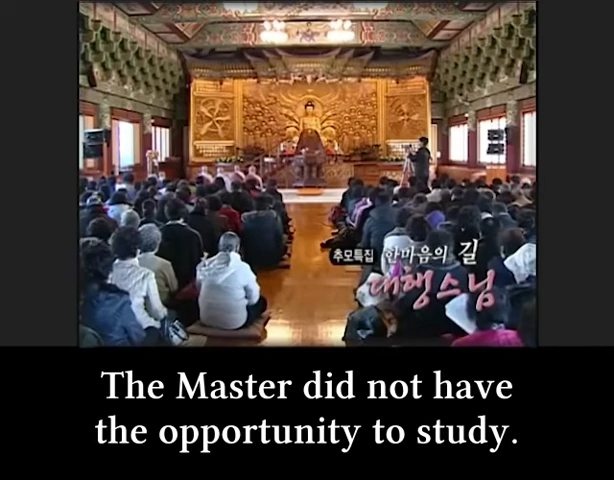 추모특집 한마음의 길
대행스님
The Master did not have
the opportunity to study.